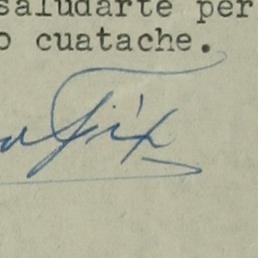 saludarte per
o cuatache.